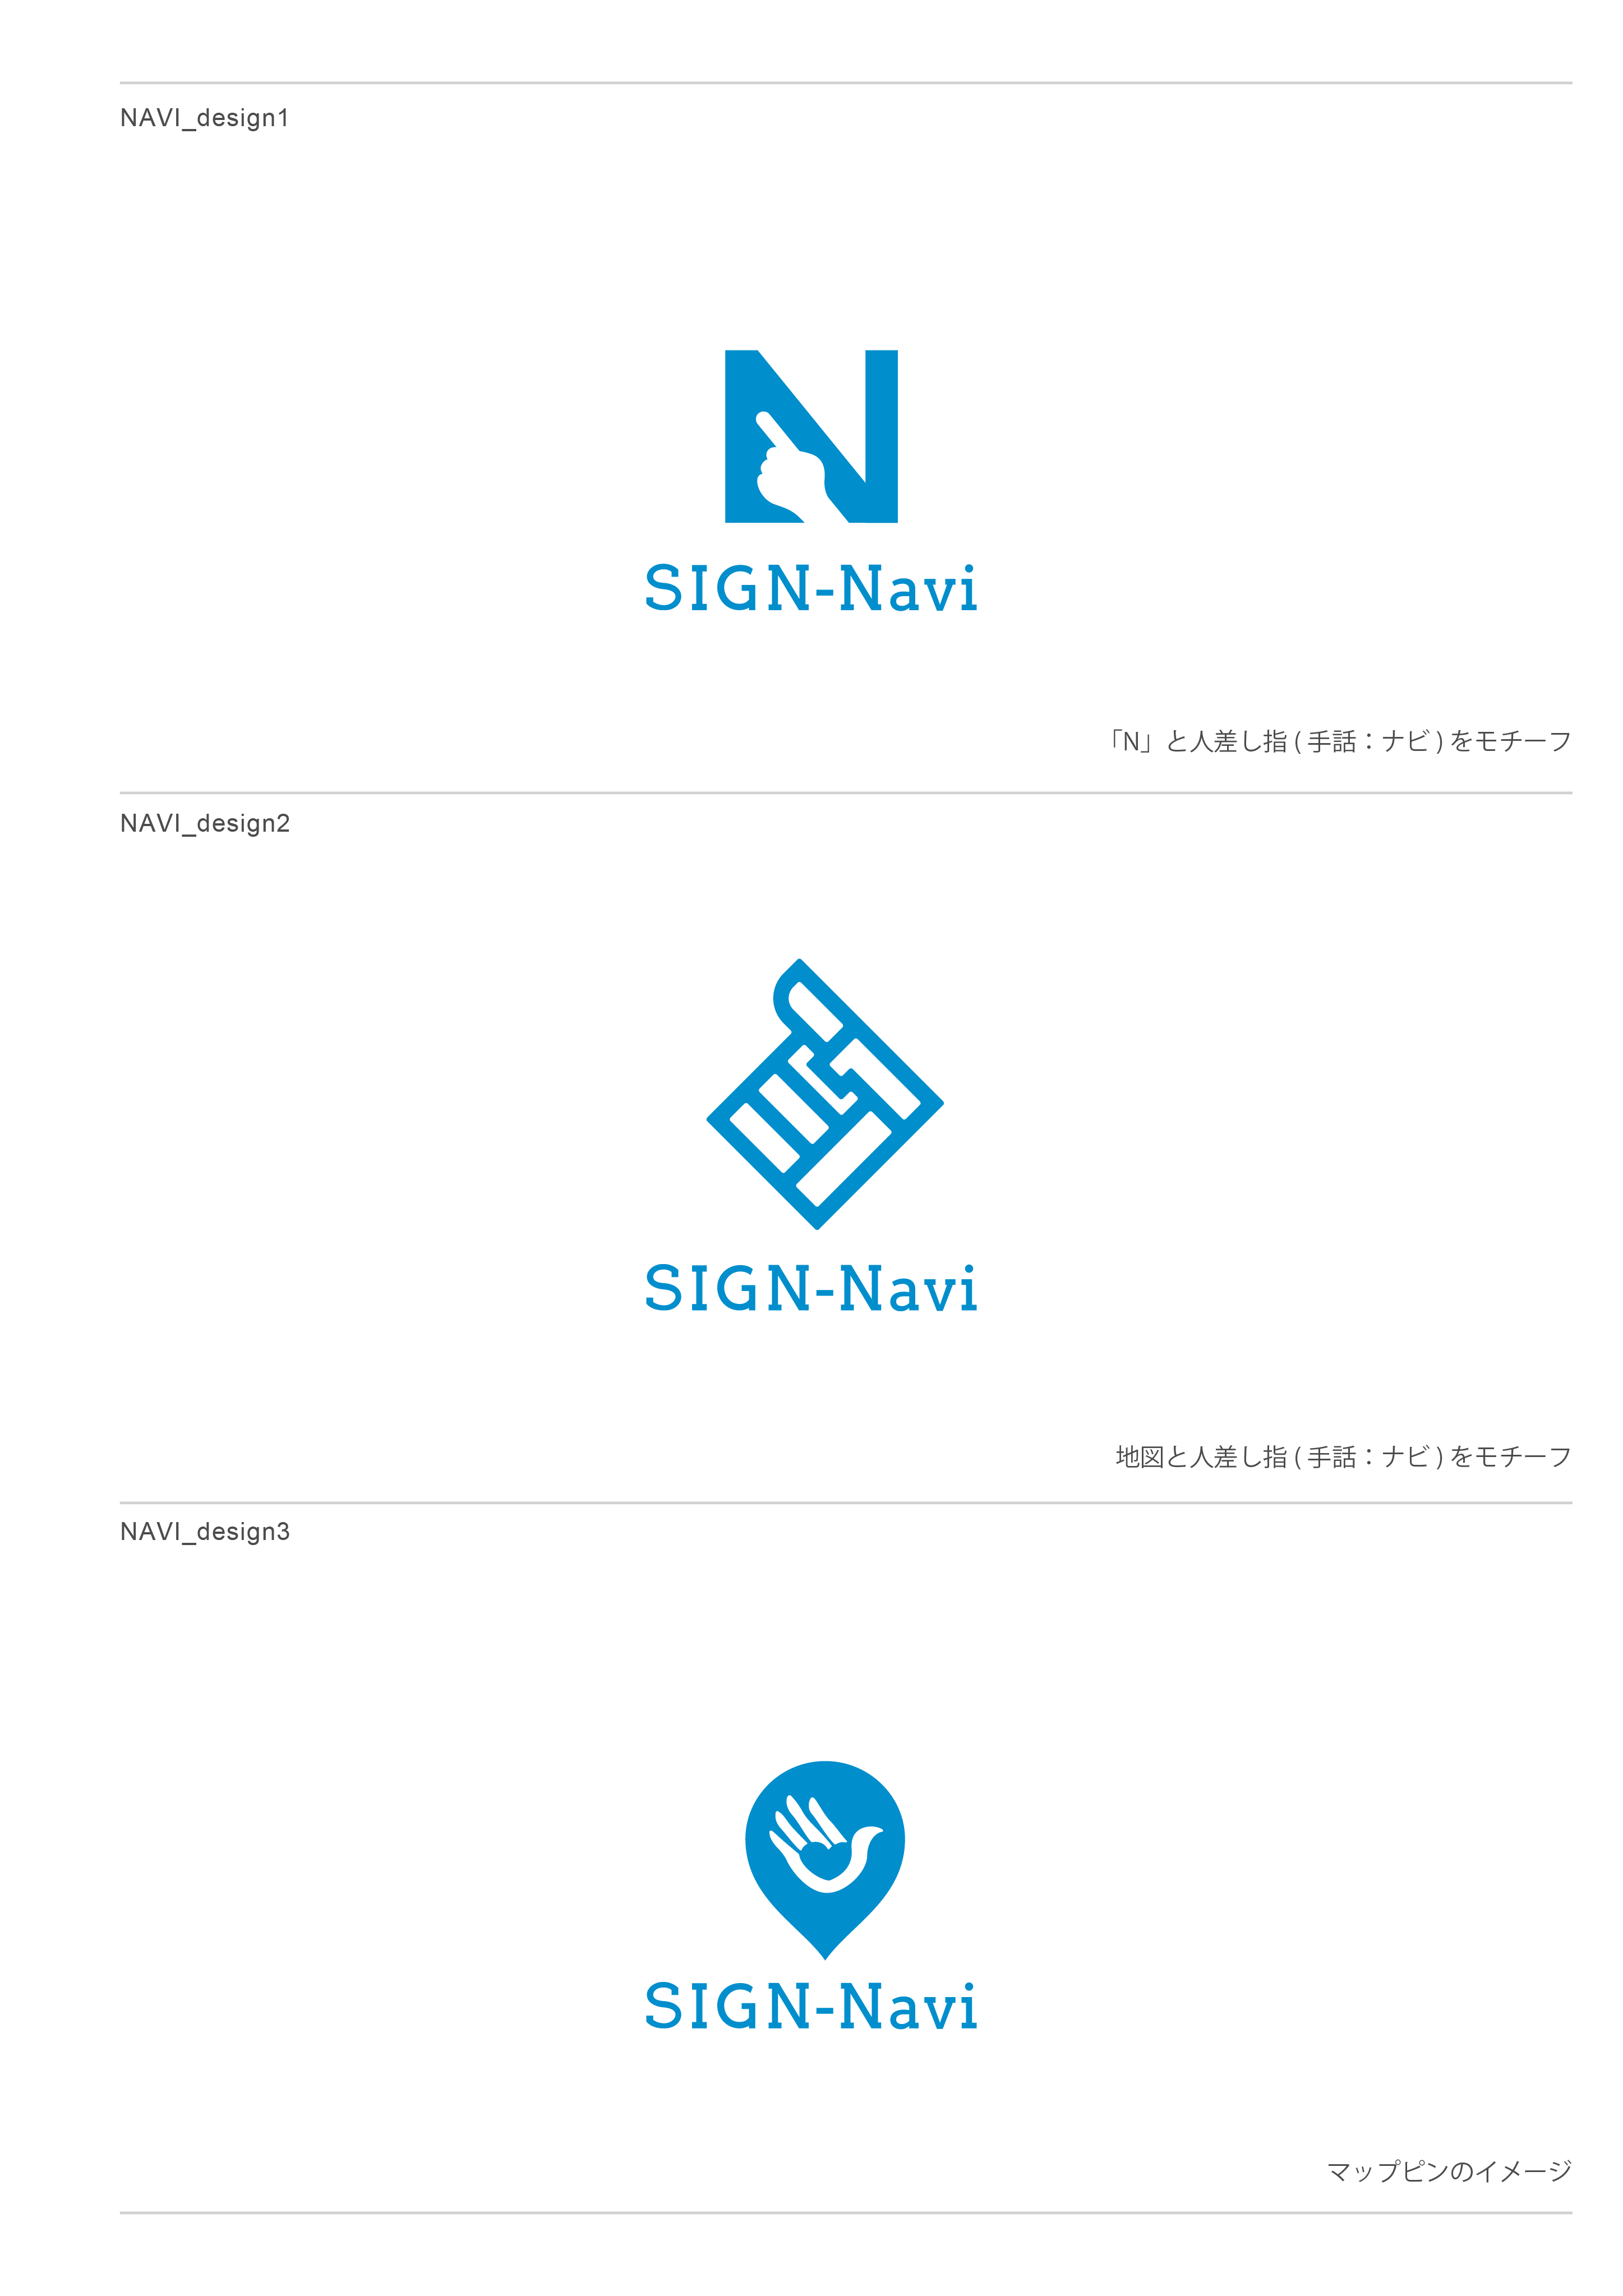 NAVI_design1
SIGN-Navi
「N」と人差し指 ( 手話：ナビ ) をモチーフ
NAVI_design2
SIGN-Navi
地図と人差し指 ( 手話：ナビ ) をモチーフ
NAVI_design3
SIGN-Navi
マップピンのイメージ